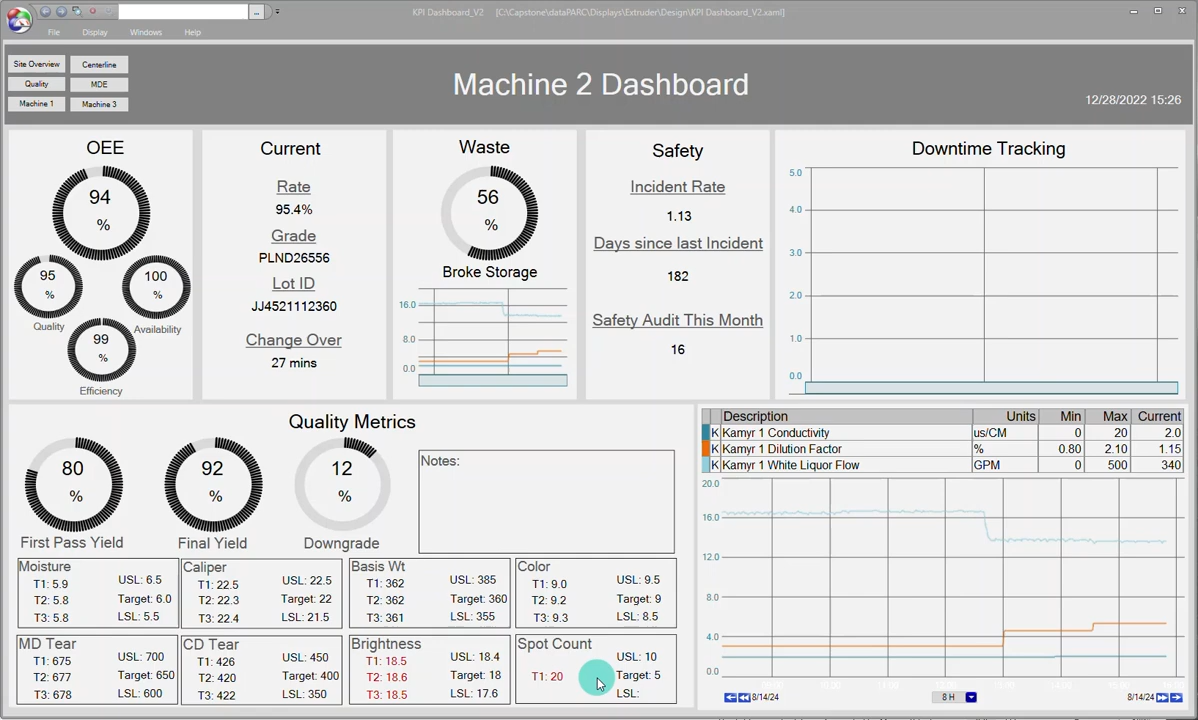 KPI Dashboard_V2 [C:\Capstone\dataPARC\Displays\Extruder\Design\KPI Dashboard_V2.xaml]
...
File Display Windows Help
Site Overview Centerline
Quality MDE
Machine 1 Machine 3
Machine 2 Dashboard
12/28/2022 15:26
OEE
94
%
95
%
Quality
100
%
Availability
99
%
Efficiency
Current
Rate
95.4%
Grade
PLND26556
Lot ID
JJ4521112360
Change Over
27 mins
Waste
56
%
Broke Storage
16.0
8.0
0.0
Safety
Incident Rate
1.13
Days since last Incident
182
Safety Audit This Month
16
Downtime Tracking
5.0
4.0
3.0
2.0
1.0
0.0
Quality Metrics
80
%
First Pass Yield
92
%
Final Yield
12
%
Downgrade
Notes:
Moisture
T1: 5.9
T2: 5.8
T3: 5.8
USL: 6.5
Target: 6.0
LSL: 5.5
Caliper
T1: 22.5
T2: 22.3
T3: 22.4
USL: 22.5
Target: 22
LSL: 21.5
Basis Wt
T1: 362
T2: 362
T3: 361
USL: 385
Target: 360
LSL: 355
Color
T1: 9.0
T2: 9.2
T3: 9.3
USL: 9.5
Target: 9
LSL: 8.5
MD Tear
T1: 675
T2: 677
T3: 678
USL: 700
Target: 650
LSL: 600
CD Tear
T1: 426
T2: 420
T3: 422
USL: 450
Target: 400
LSL: 350
Brightness
T1: 18.5
T2: 18.6
T3: 18.5
USL: 18.4
Target: 18
LSL: 17.6
Spot Count
T1: 20
USL: 10
Target: 5
LSL:
Description Units Min Max Current
K Kamyr 1 Conductivity us/CM 0 20 2.0
K Kamyr 1 Dilution Factor % 0.80 2.10 1.15
K Kamyr 1 White Liquor Flow GPM 0 500 340
20.0
16.0
12.0
8.0
4.0
0.0
8/14/24 8 H 8/14/24